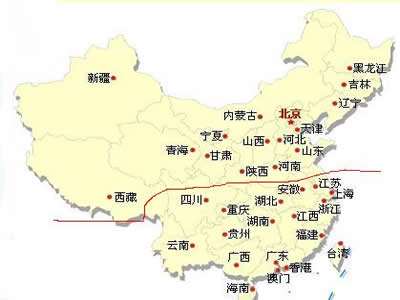 黑龙江
新疆
吉林
辽宁
内蒙古
北京
天津
宁夏
山西
河北
青海
甘肃
山东
陕西
河南
西藏
四川
安徽
江苏
上海
湖北
浙江
重庆
湖南
江西
贵州
福建
云南
台湾
广西
广东
香港
澳门
海南